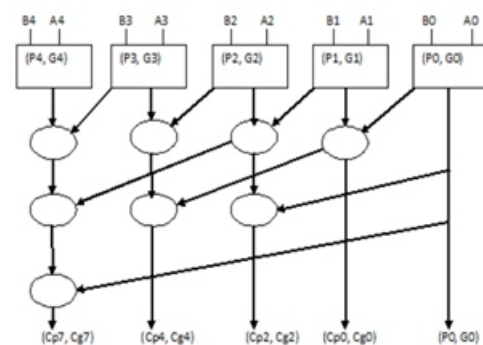 B4 A4 B3 A3 B2 A2 B1 A1 B0 A0
(P4, G4) (P3, G3) (P2, G2) (P1, G1) (P0, G0)
(Cp7, Cg7) (Cp4, Cg4) (Cp2, Cg2) (Cp0, Cg0) (P0, G0)